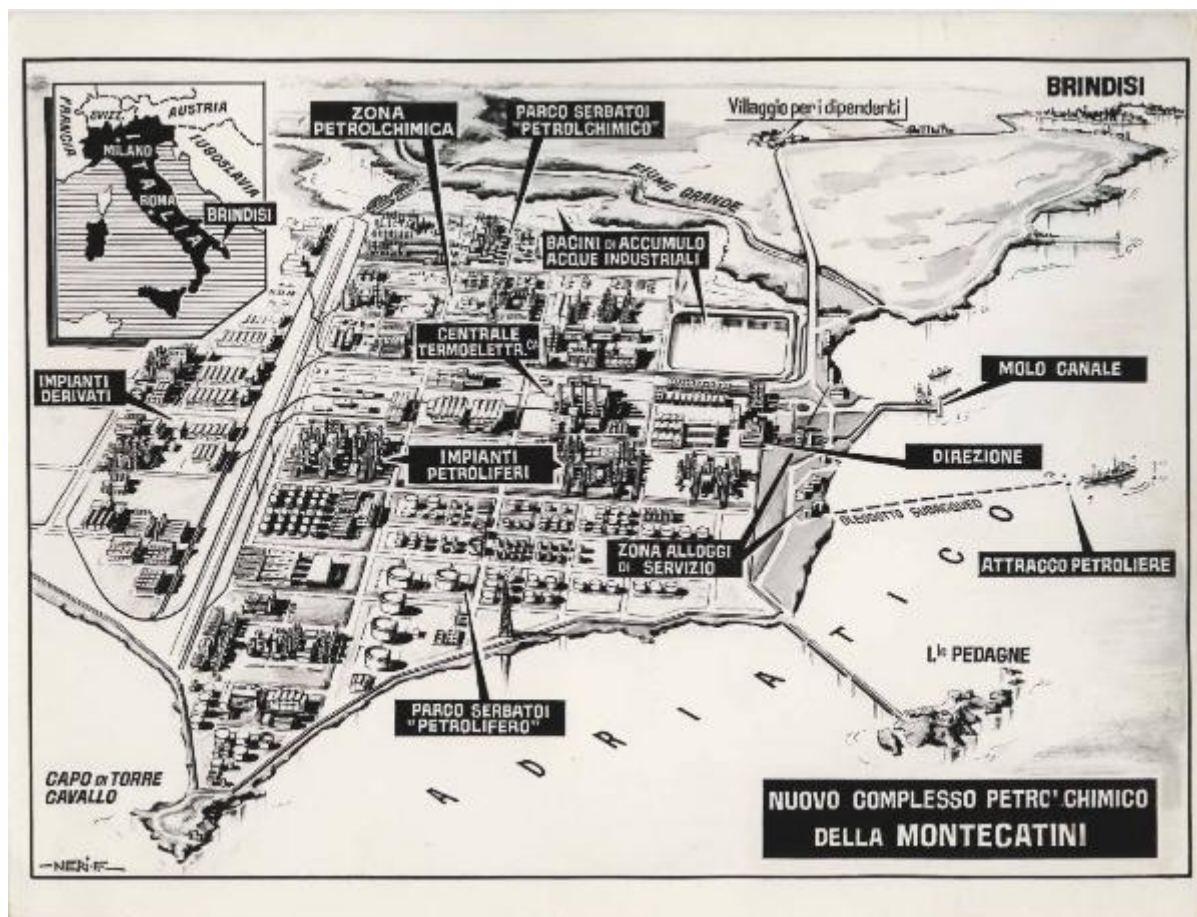 FRANCIA
SVIZZ.
AUSTRIA
IUGOSLAVIA
MILANO
ITALIA
ROMA
BRINDISI
ZONA
PETROLCHIMICA
PARCO SERBATOI
"PETROLCHIMICO"
Villaggio per i dipendenti
BRINDISI
FIUME GRANDE
BACINI DI ACCUMULO
ACQUE INDUSTRIALI
CENTRALE
TERMOELETTR.CA
IMPIANTI
DERIVATI
MOLO CANALE
IMPIANTI
PETROLIFERI
DIREZIONE
OLEODOTTO SUBACQUEO
ZONA ALLOGGI
DI SERVIZIO
ATTRACCO PETROLIERE
I.le PEDAGNE
PARCO SERBATOI
"PETROLIFERO"
ADRIATICO
CAPO DI TORRE
CAVALLO
NUOVO COMPLESSO PETROLCHIMICO
DELLA MONTECATINI
NERI-F